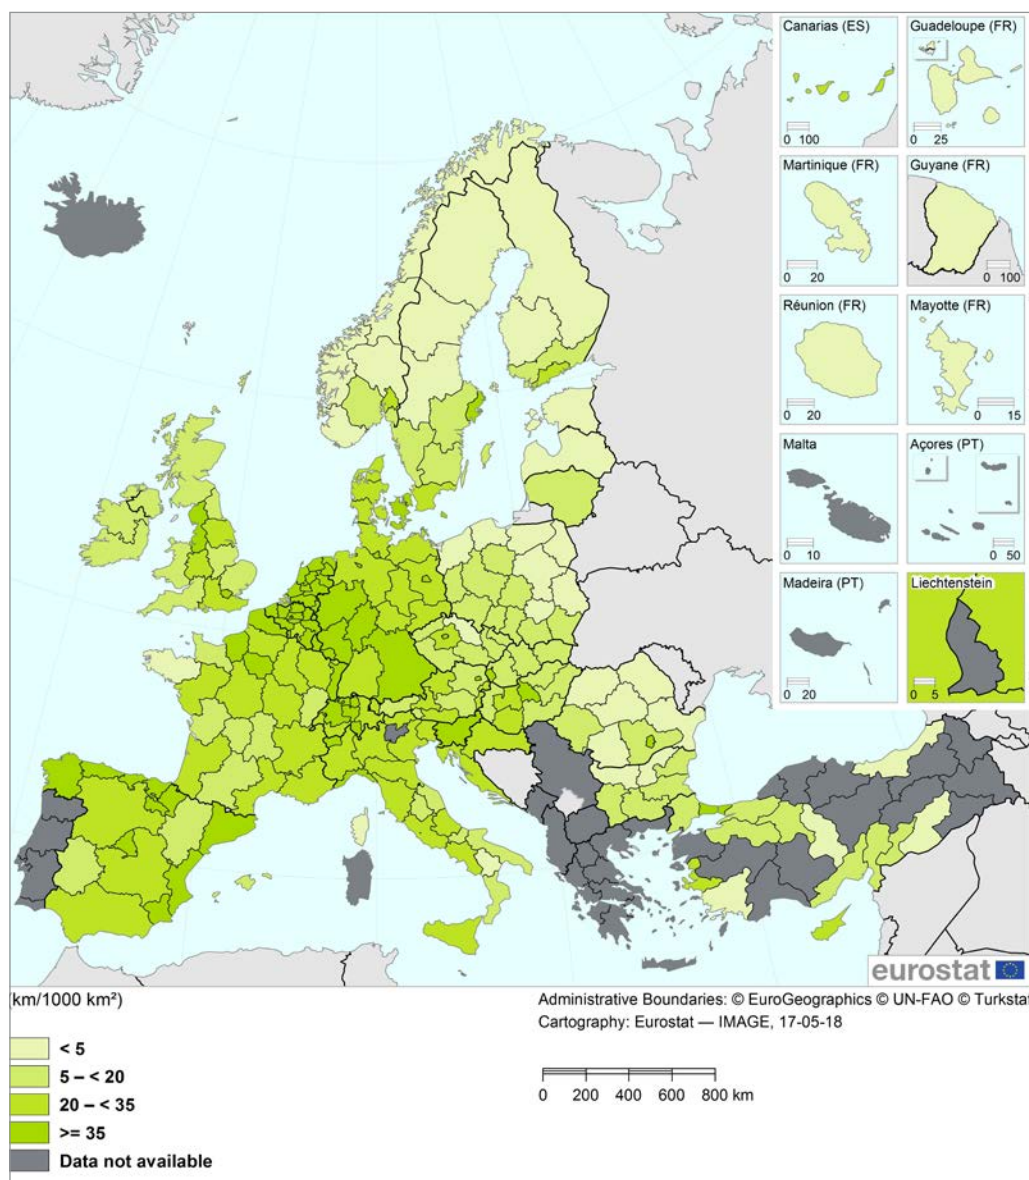 Canarias (ES)
0 100
Guadeloupe (FR)
0 25
Martinique (FR)
0 20
Guyane (FR)
0 100
Réunion (FR)
0 20
Mayotte (FR)
0 15
Malta
0 10
Açores (PT)
0 50
Madeira (PT)
0 20
Liechtenstein
0 5
eurostat
(km/1000 km²)
< 5
5 – < 20
20 – < 35
>= 35
Data not available
Administrative Boundaries: © EuroGeographics © UN-FAO © Turkstat
Cartography: Eurostat — IMAGE, 17-05-18
0 200 400 600 800 km